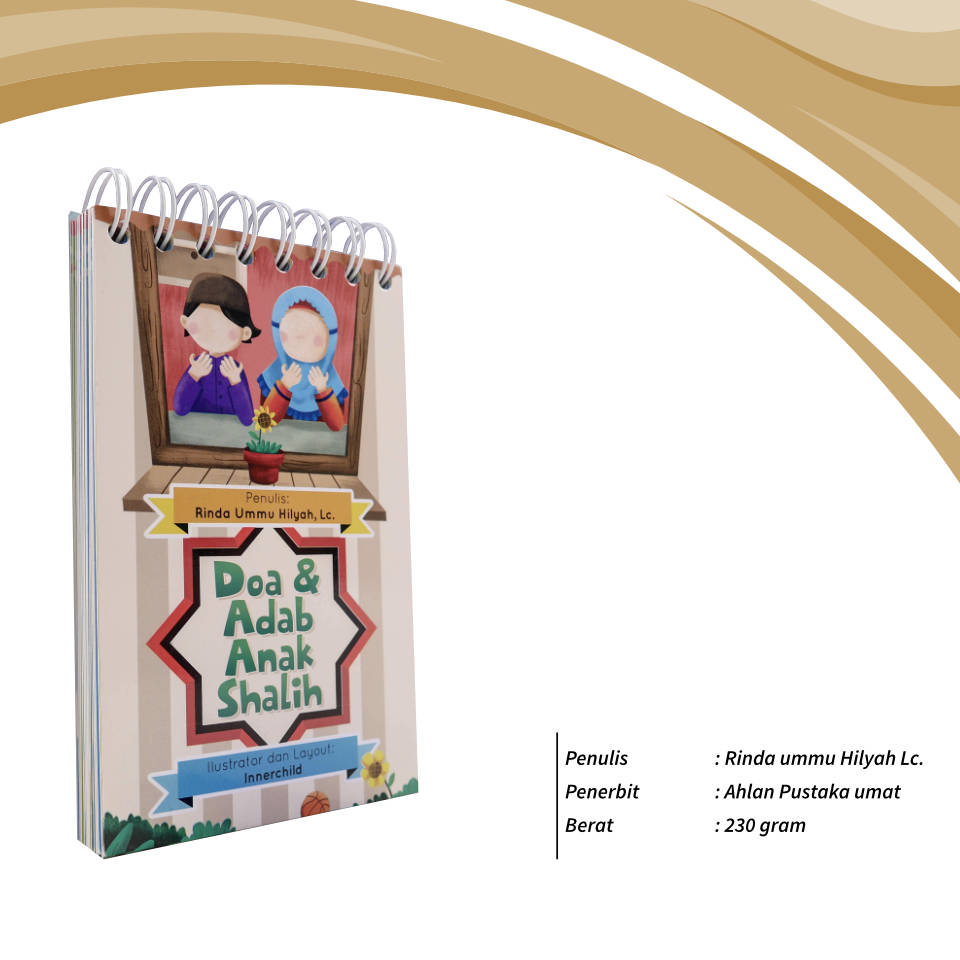 Penulis:
Rinda Ummu Hilyah, Lc.
Doa &
Adab
Anak
Shalih
Ilustrator dan Layout:
Innerchild
Penulis : Rinda ummu Hilyah Lc.
Penerbit : Ahlan Pustaka umat
Berat : 230 gram